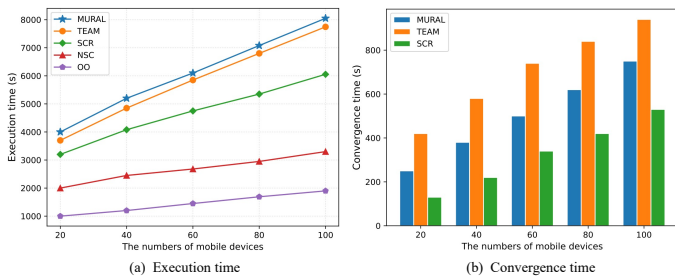 8000
7000
6000
5000
4000
3000
2000
1000
Execution time (s)
MURAL
TEAM
SCR
NSC
OO
20 40 60 80 100
The numbers of mobile devices
(a) Execution time
800
600
400
200
0
Convergence time (s)
MURAL
TEAM
SCR
20 40 60 80 100
The numbers of mobile devices
(b) Convergence time